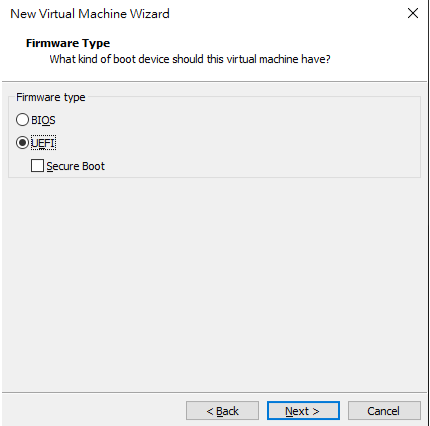 New Virtual Machine Wizard
Firmware Type
What kind of boot device should this virtual machine have?
Firmware type
BIOS
UEFI
Secure Boot
< Back Next > Cancel